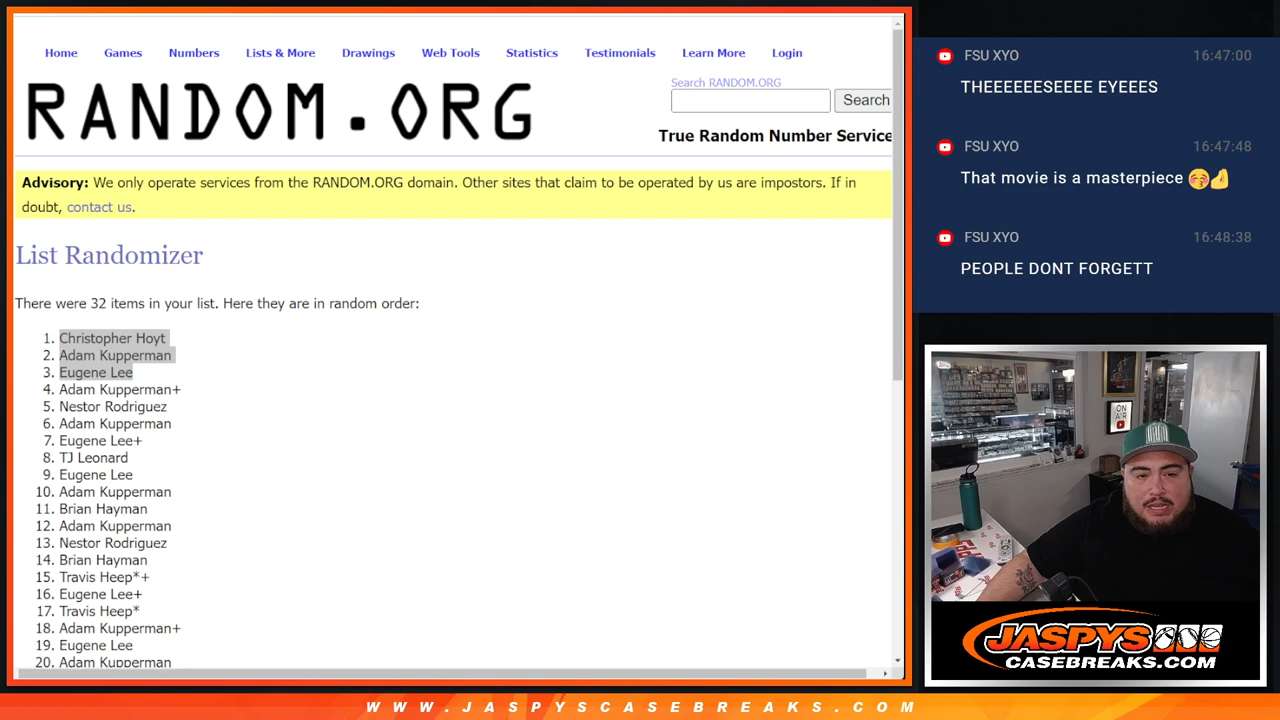 Home Games Numbers Lists & More Drawings Web Tools Statistics Testimonials Learn More Login
RANDOM.ORG
Search RANDOM.ORG
Search
True Random Number Service
Advisory: We only operate services from the RANDOM.ORG domain. Other sites that claim to be operated by us are impostors. If in
doubt, contact us.
List Randomizer
There were 32 items in your list. Here they are in random order:
1. Christopher Hoyt
2. Adam Kupperman
3. Eugene Lee
4. Adam Kupperman+
5. Nestor Rodriguez
6. Adam Kupperman
7. Eugene Lee+
8. TJ Leonard
9. Eugene Lee
10. Adam Kupperman
11. Brian Hayman
12. Adam Kupperman
13. Nestor Rodriguez
14. Brian Hayman
15. Travis Heep*+
16. Eugene Lee+
17. Travis Heep*
18. Adam Kupperman+
19. Eugene Lee
20. Adam Kupperman
FSU XYO 16:47:00
THEEEEEESEEEE EYEEES
FSU XYO 16:47:48
That movie is a masterpiece 😚🤌
FSU XYO 16:48:38
PEOPLE DONT FORGETT
ON
AIR
JASPYS
CASEBREAKS.COM
WWW.JASPYSCASEBREAKS.COM